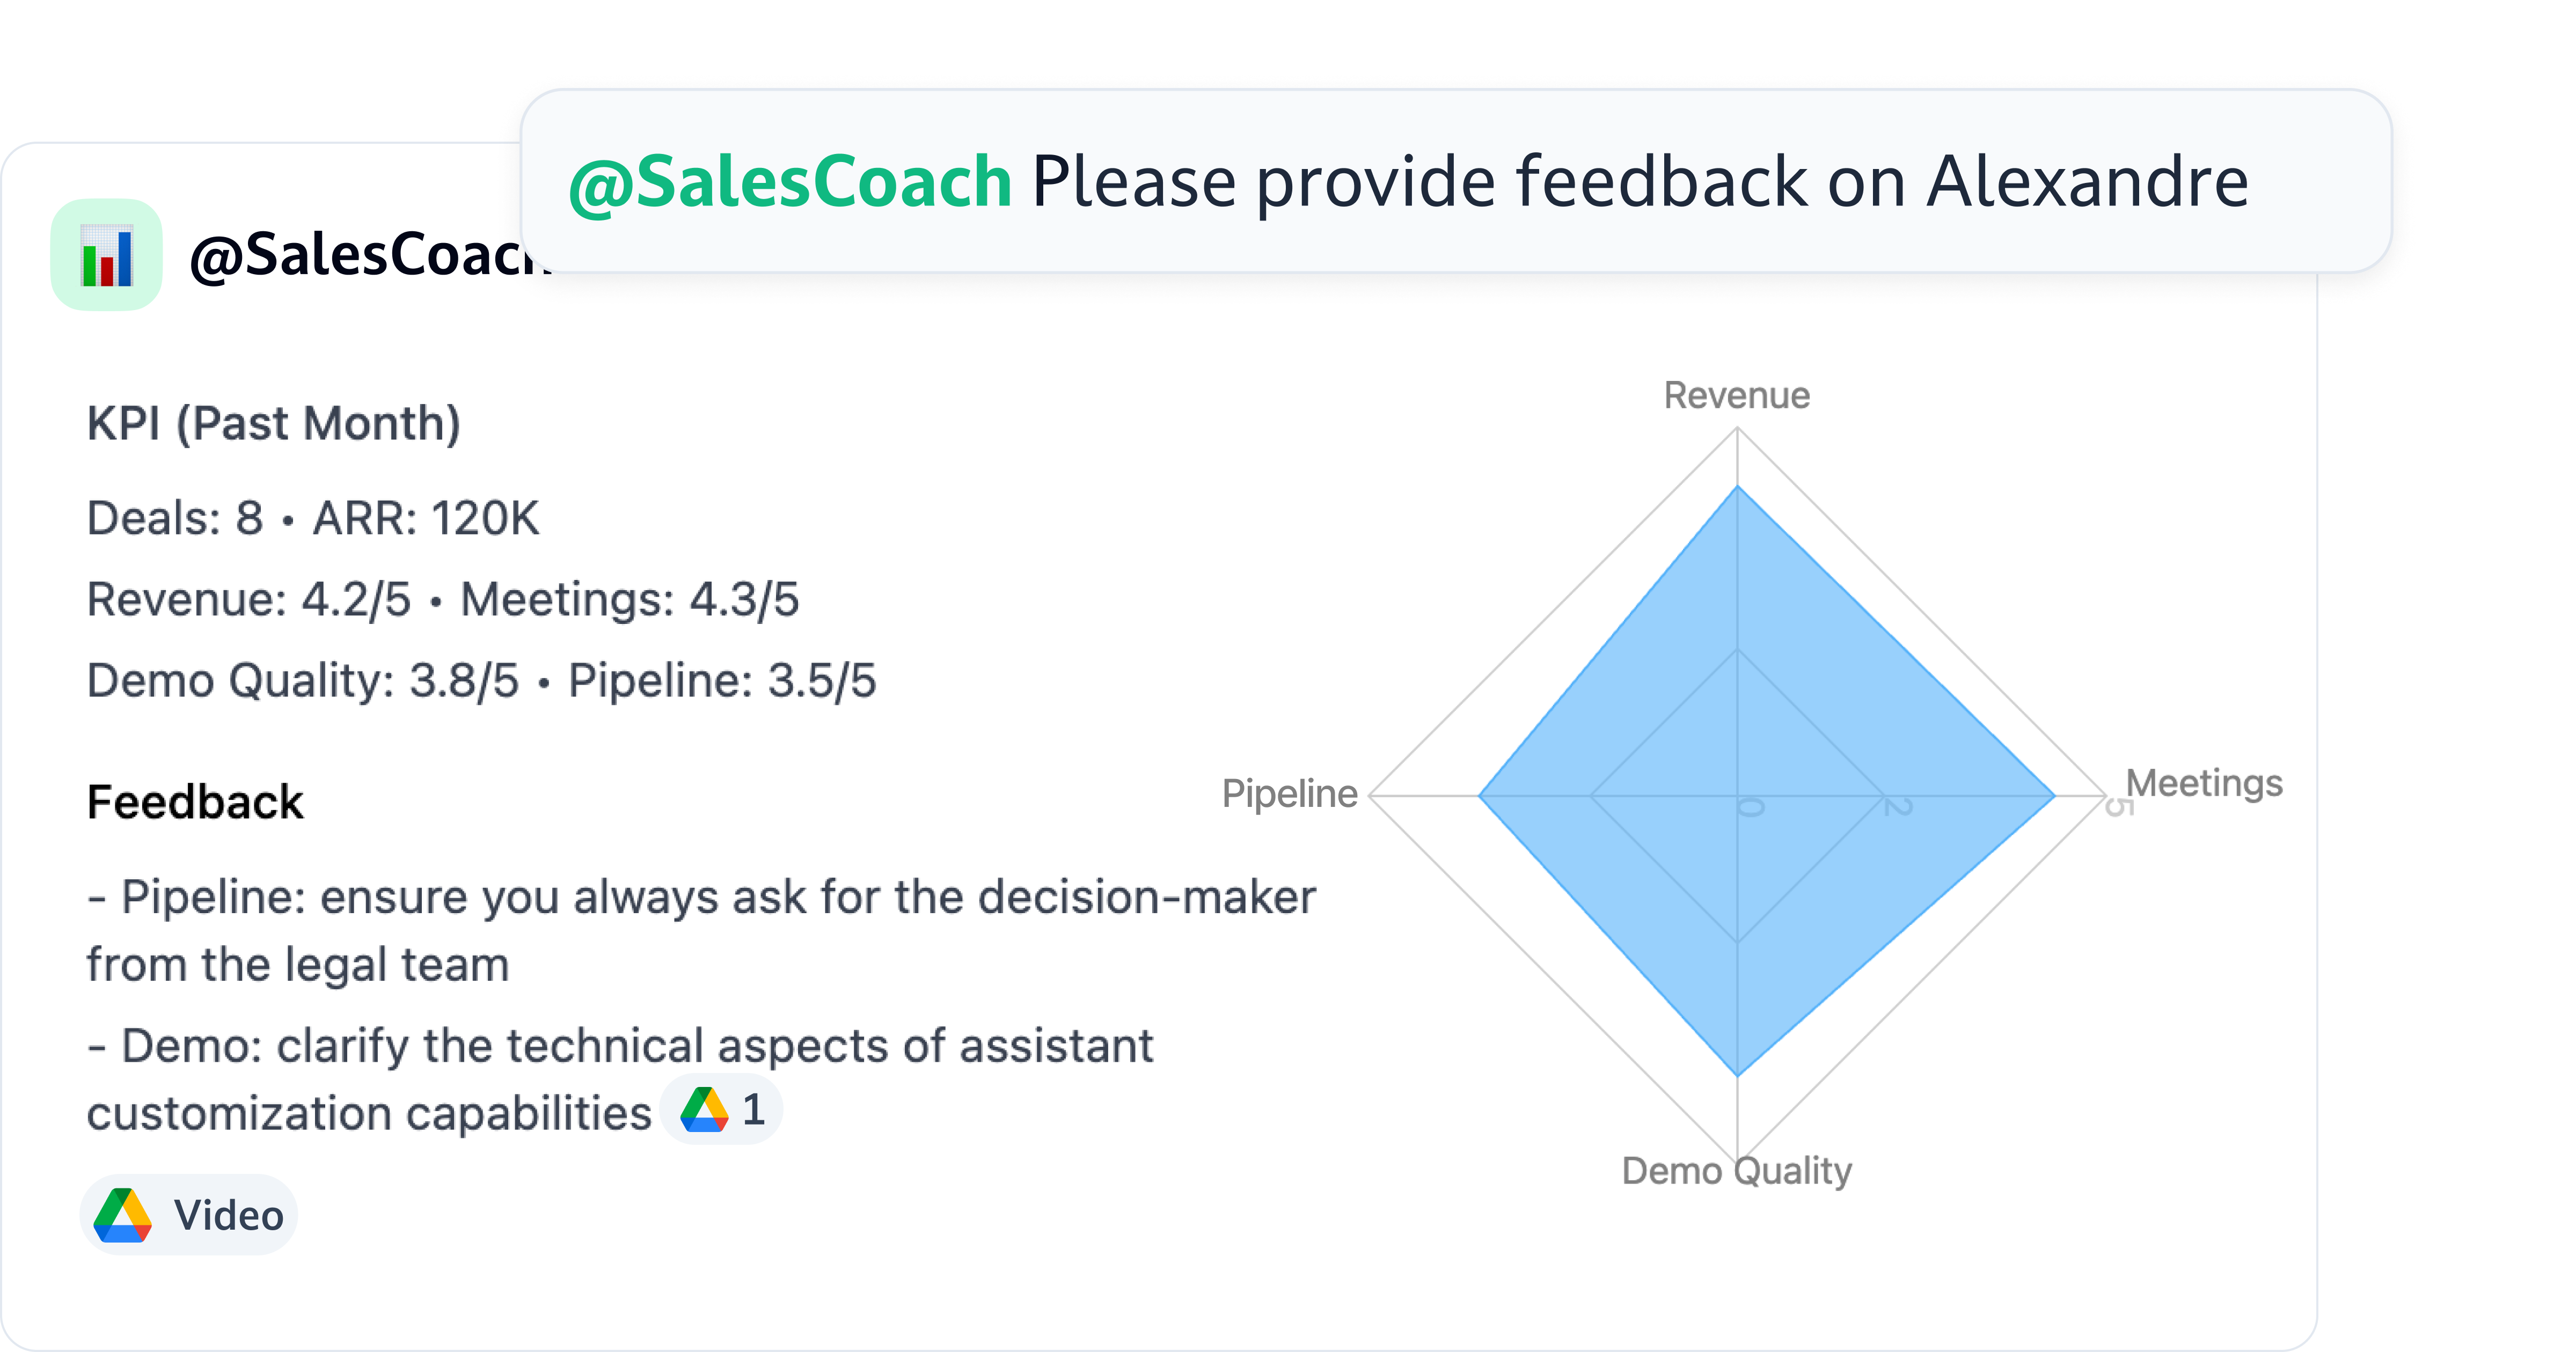 @SalesCoach Please provide feedback on Alexandre
@SalesCoach
KPI (Past Month)
Deals: 8 • ARR: 120K
Revenue: 4.2/5 • Meetings: 4.3/5
Demo Quality: 3.8/5 • Pipeline: 3.5/5
Feedback
- Pipeline: ensure you always ask for the decision-maker
from the legal team
- Demo: clarify the technical aspects of assistant
customization capabilities 1
Video
Revenue
Pipeline
Meetings
0 2 5
Demo Quality